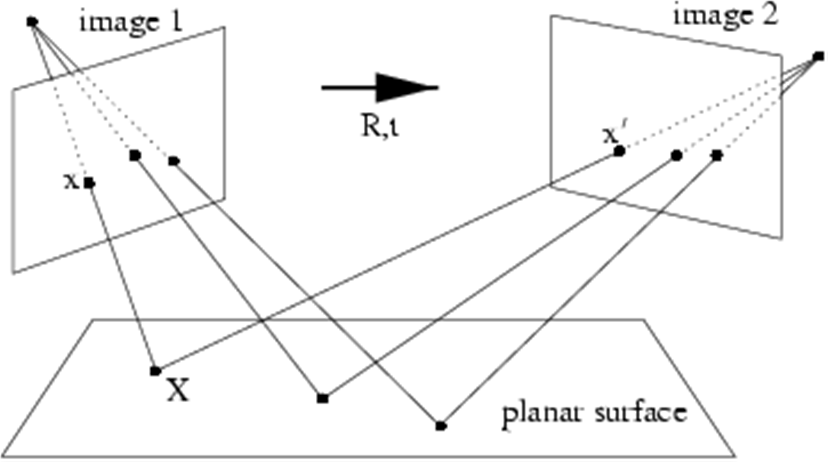 image 1
image 2
R,t
x
x'
X
planar surface